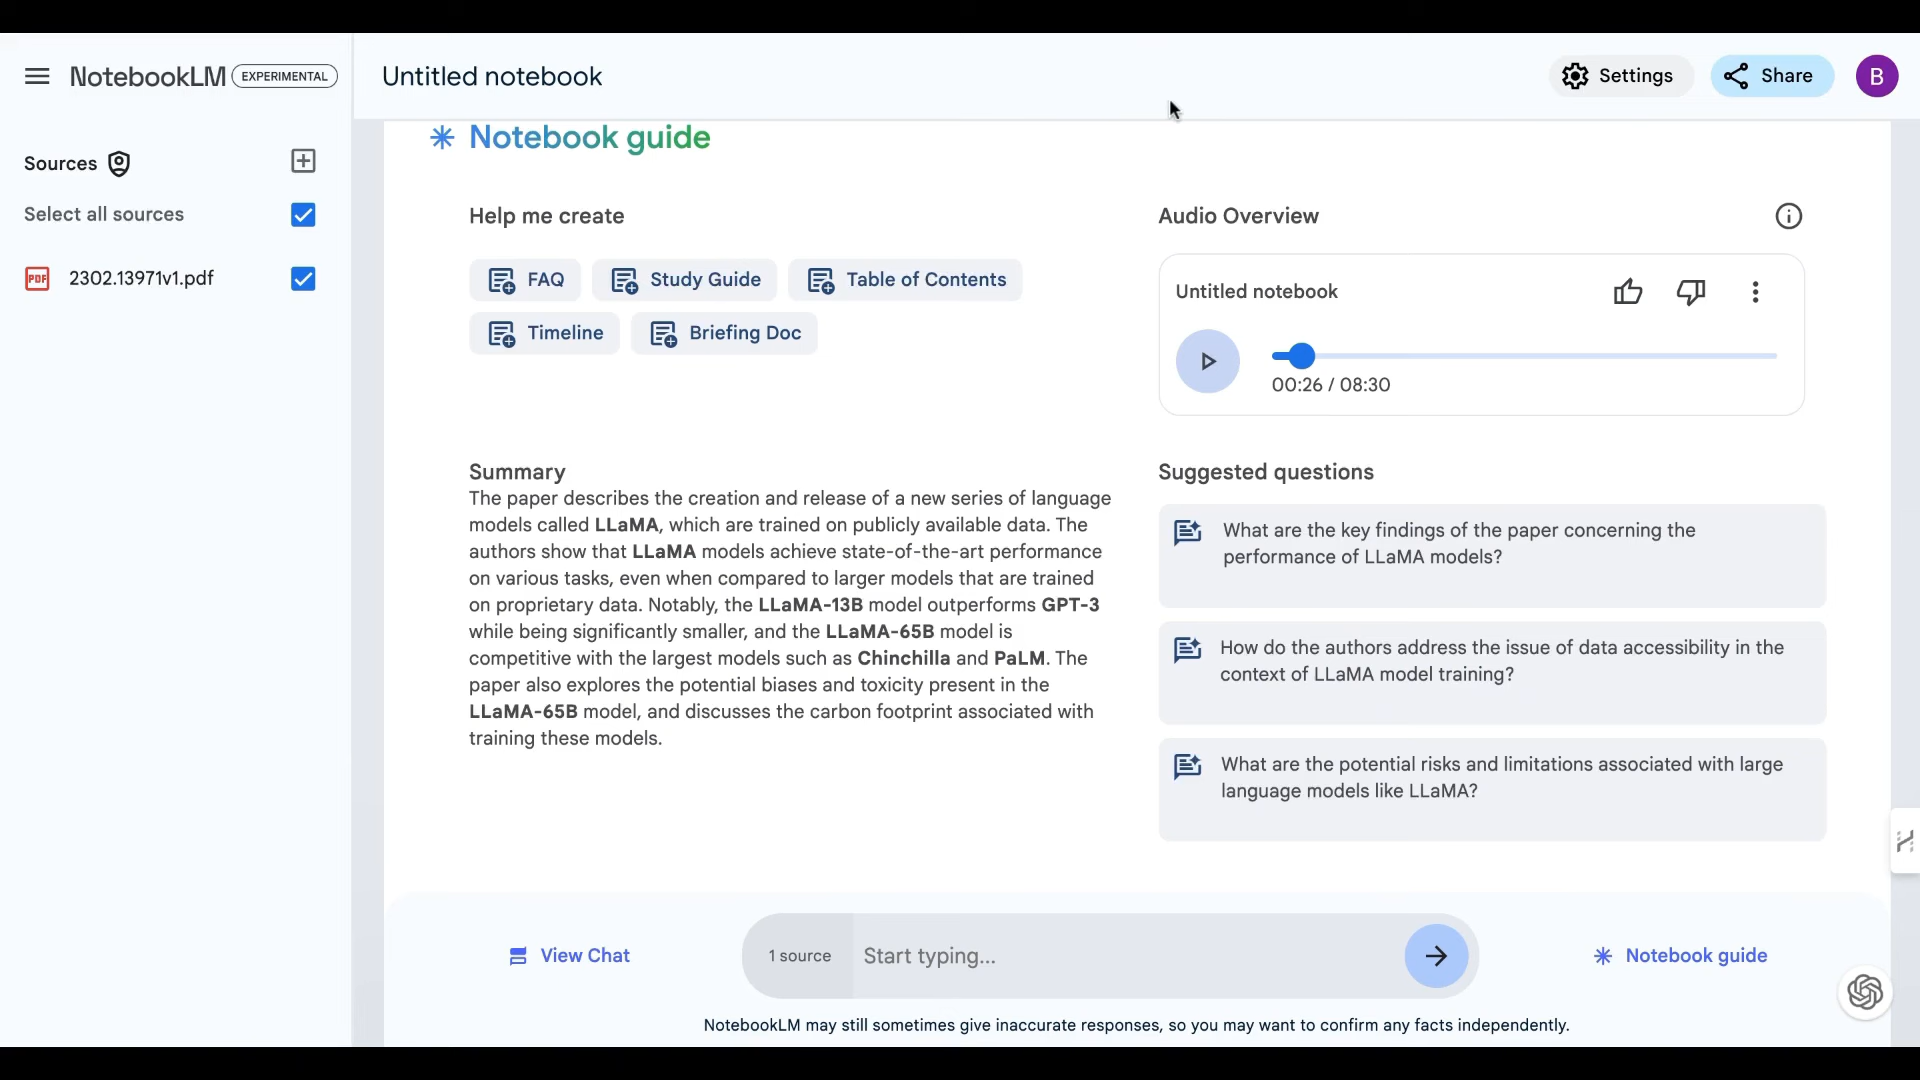 NotebookLM EXPERIMENTAL
Untitled notebook
Settings
Share
B
Sources
Select all sources
PDF 2302.13971v1.pdf
Notebook guide
Help me create
FAQ
Study Guide
Table of Contents
Timeline
Briefing Doc
Audio Overview
Untitled notebook
00:26 / 08:30
Summary
The paper describes the creation and release of a new series of language
models called LLaMA, which are trained on publicly available data. The
authors show that LLaMA models achieve state-of-the-art performance
on various tasks, even when compared to larger models that are trained
on proprietary data. Notably, the LLaMA-13B model outperforms GPT-3
while being significantly smaller, and the LLaMA-65B model is
competitive with the largest models such as Chinchilla and PaLM. The
paper also explores the potential biases and toxicity present in the
LLaMA-65B model, and discusses the carbon footprint associated with
training these models.
Suggested questions
What are the key findings of the paper concerning the
performance of LLaMA models?
How do the authors address the issue of data accessibility in the
context of LLaMA model training?
What are the potential risks and limitations associated with large
language models like LLaMA?
View Chat
1 source
Start typing...
Notebook guide
NotebookLM may still sometimes give inaccurate responses, so you may want to confirm any facts independently.